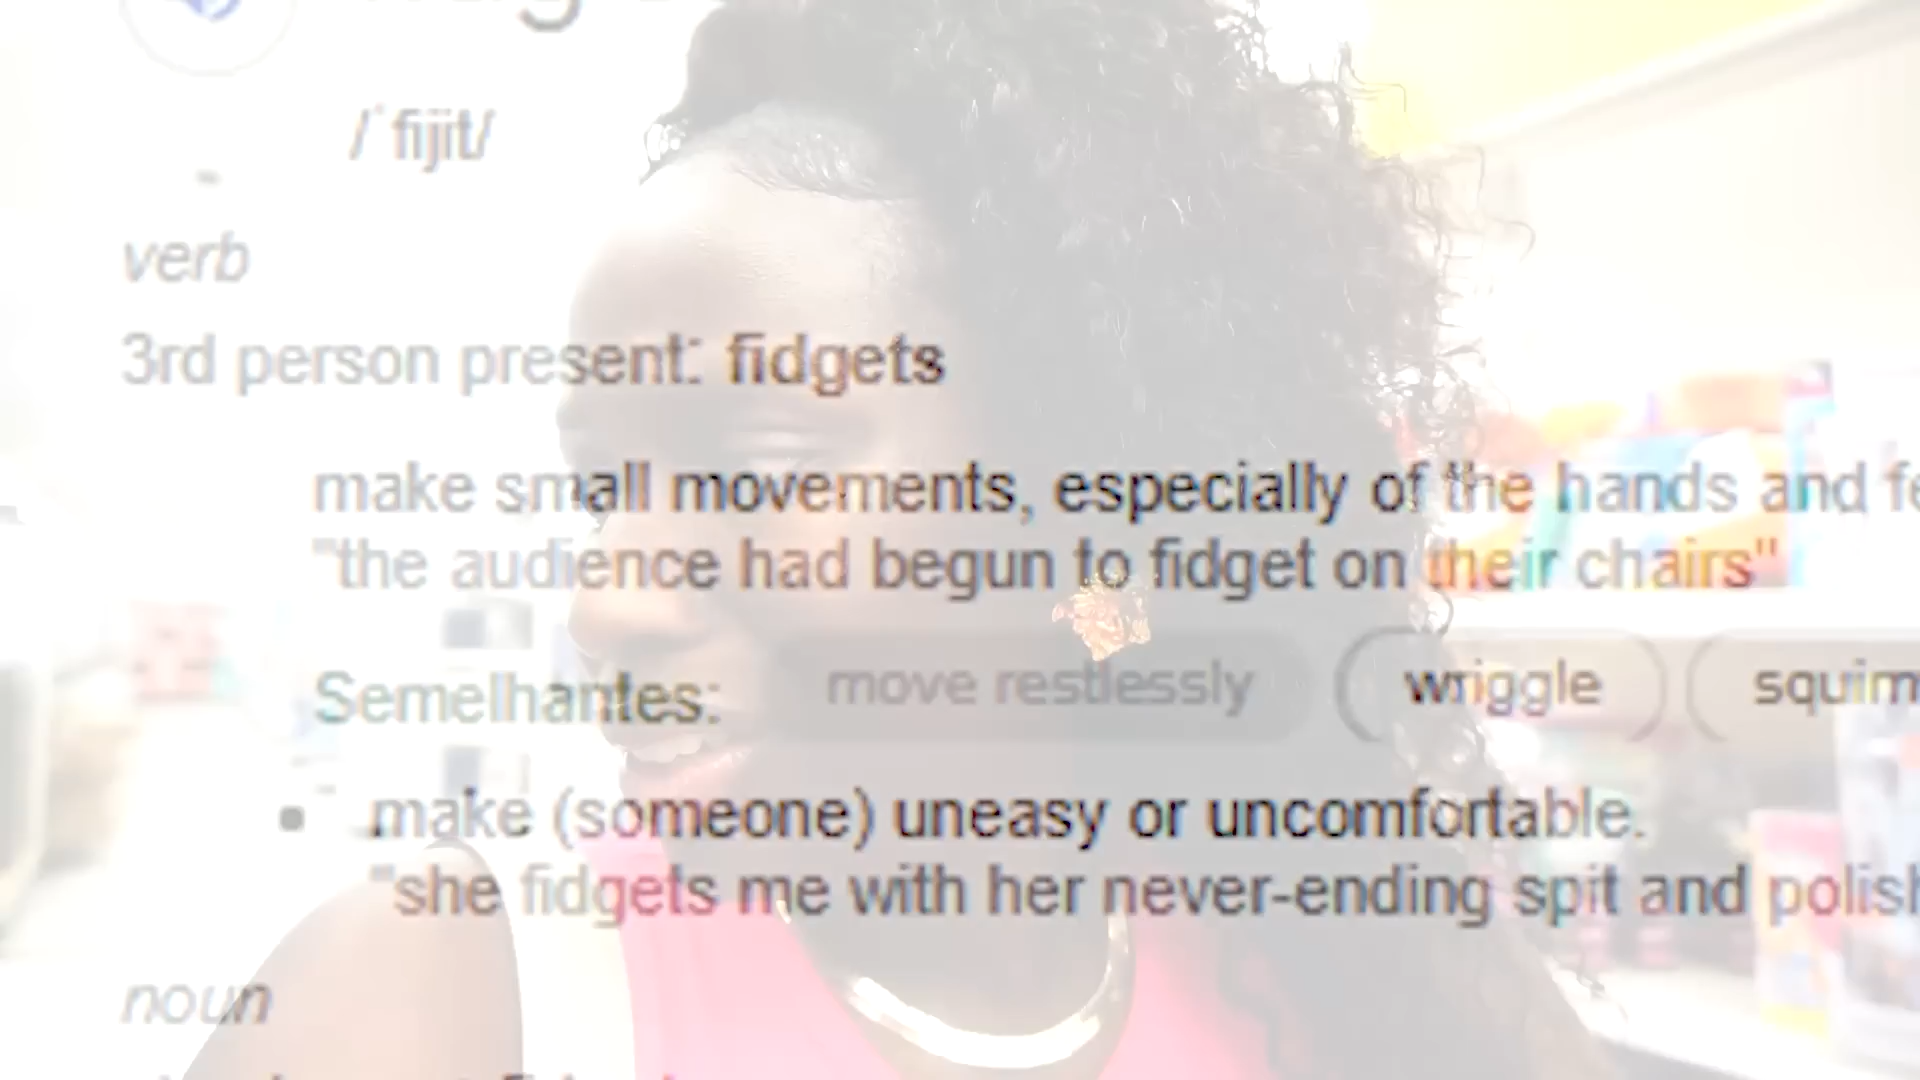 /ˈfijit/
verb
3rd person present: fidgets
make small movements, especially of the hands and
"the audience had begun to fidget on their chairs"
Semelhantes: move restlessly wriggle
make (someone) uneasy or uncomfortable.
"she fidgets me with her never-ending spit and polish
noun